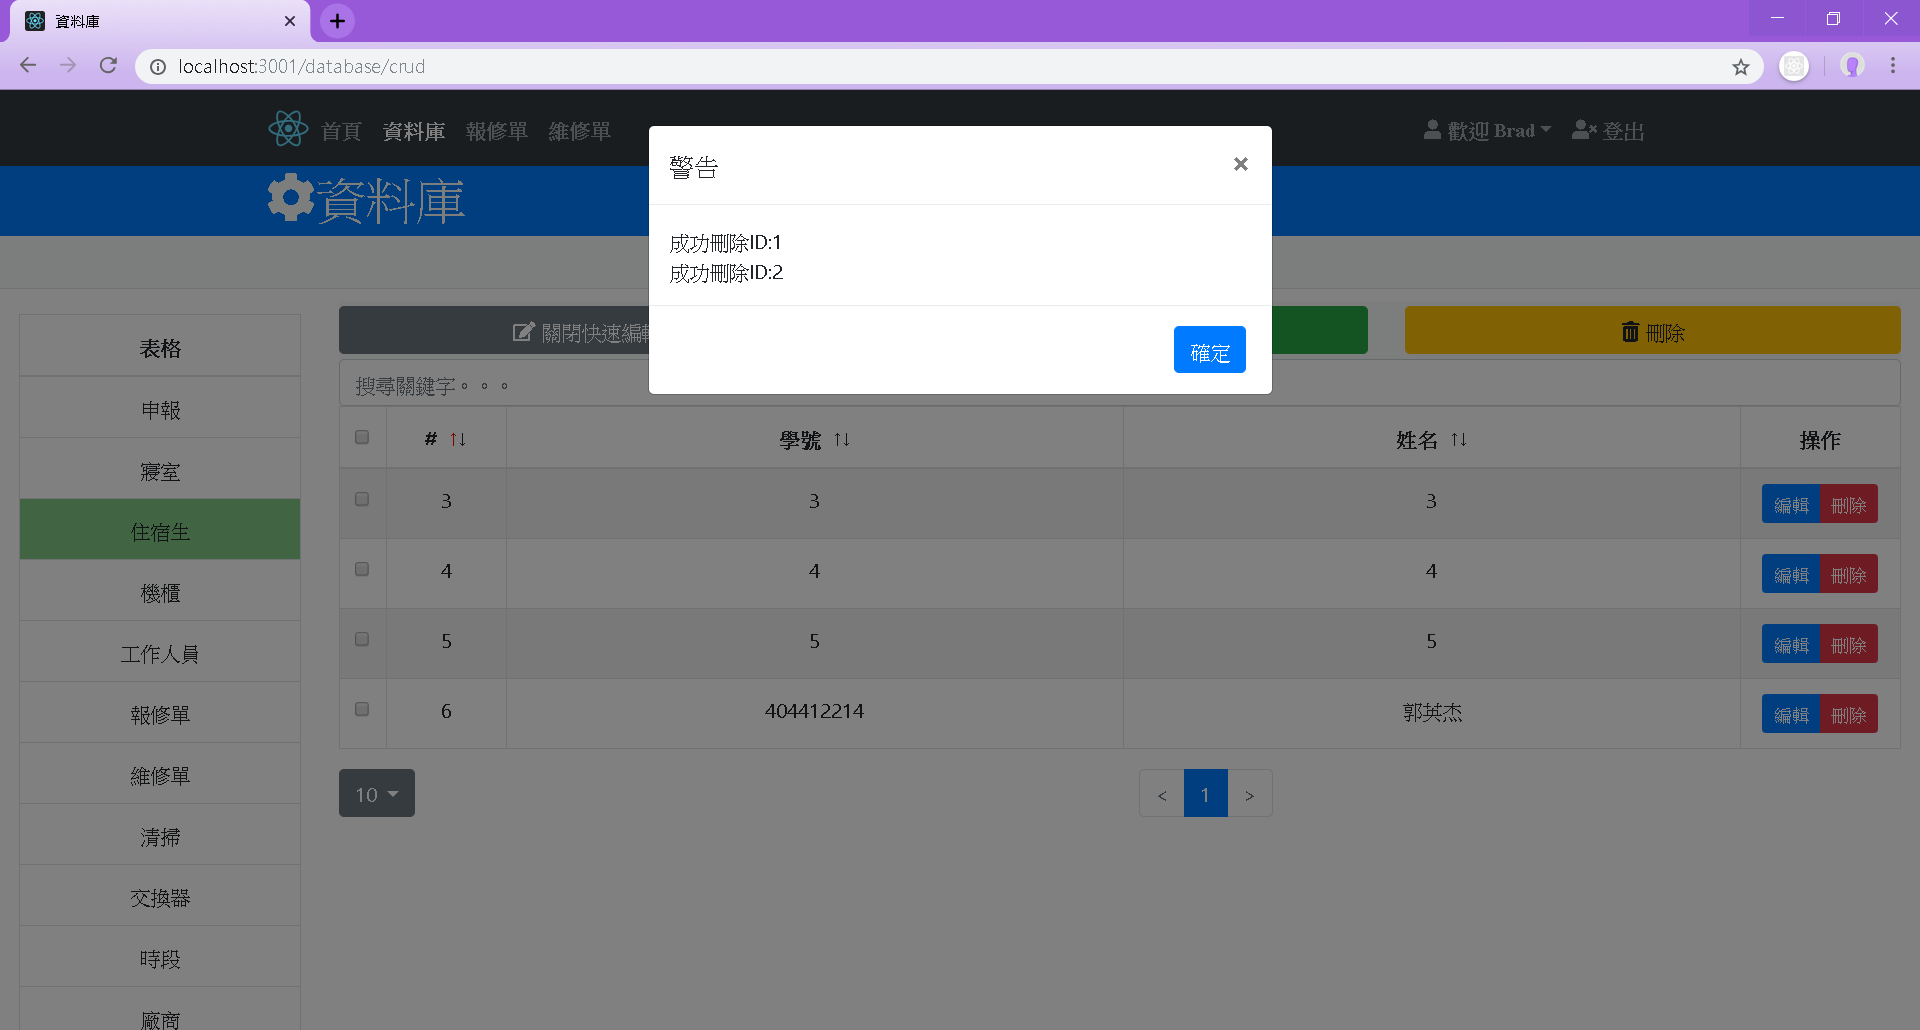 資料庫
localhost:3001/database/crud
首頁 資料庫 報修單 維修單
歡迎 Brad 登出
資料庫
警告
×
成功刪除ID:1
成功刪除ID:2
確定
關閉快速編輯
刪除
搜尋關鍵字。。。
表格
申報
寢室
住宿生
機櫃
工作人員
報修單
維修單
清掃
交換器
時段
廠商
# ↑↓ 學號 ↑↓ 姓名 ↑↓ 操作
3 3 3 編輯 刪除
4 4 4 編輯 刪除
5 5 5 編輯 刪除
6 404412214 郭英杰 編輯 刪除
10
< 1 >